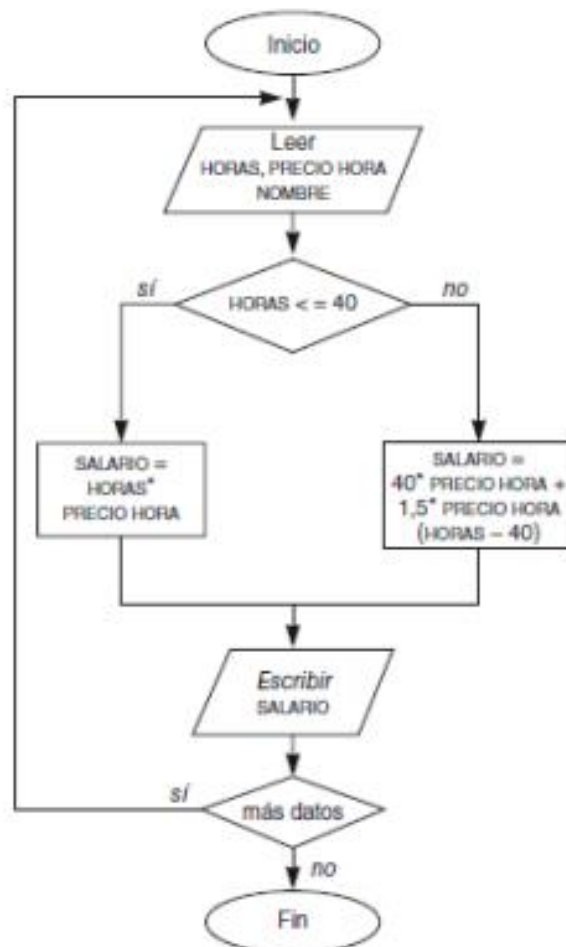 Inicio
Leer
HORAS, PRECIO HORA
NOMBRE
sí
HORAS < = 40
no
SALARIO =
HORAS*
PRECIO HORA
SALARIO =
40* PRECIO HORA +
1,5* PRECIO HORA
(HORAS – 40)
Escribir
SALARIO
sí
más datos
no
Fin